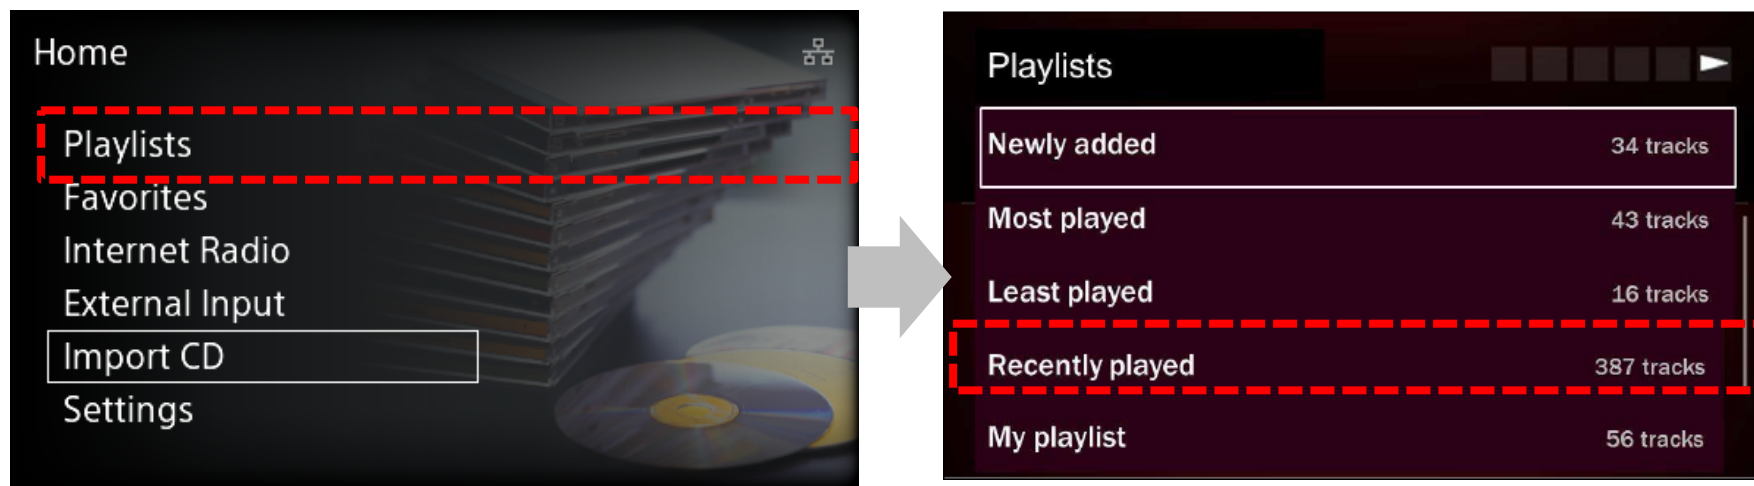 Home
Playlists
Favorites
Internet Radio
External Input
Import CD
Settings
Playlists
Newly added 34 tracks
Most played 43 tracks
Least played 16 tracks
Recently played 387 tracks
My playlist 56 tracks